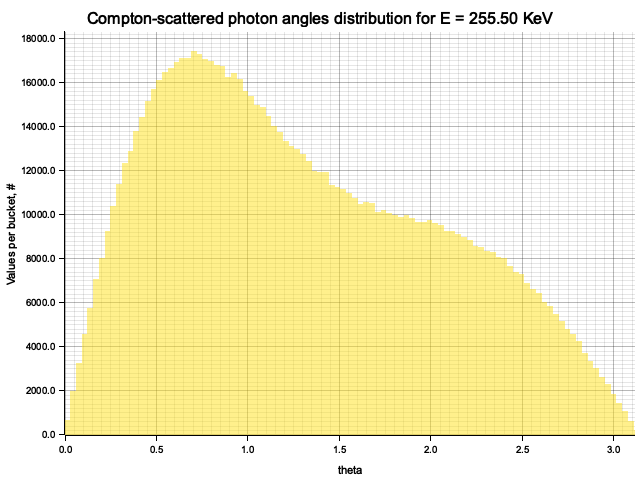 Compton-scattered photon angles distribution for E = 255.50 KeV
18000.0
16000.0
14000.0
12000.0
10000.0
8000.0
6000.0
4000.0
2000.0
0.0
Values per bucket, #
0.0 0.5 1.0 1.5 2.0 2.5 3.0
theta